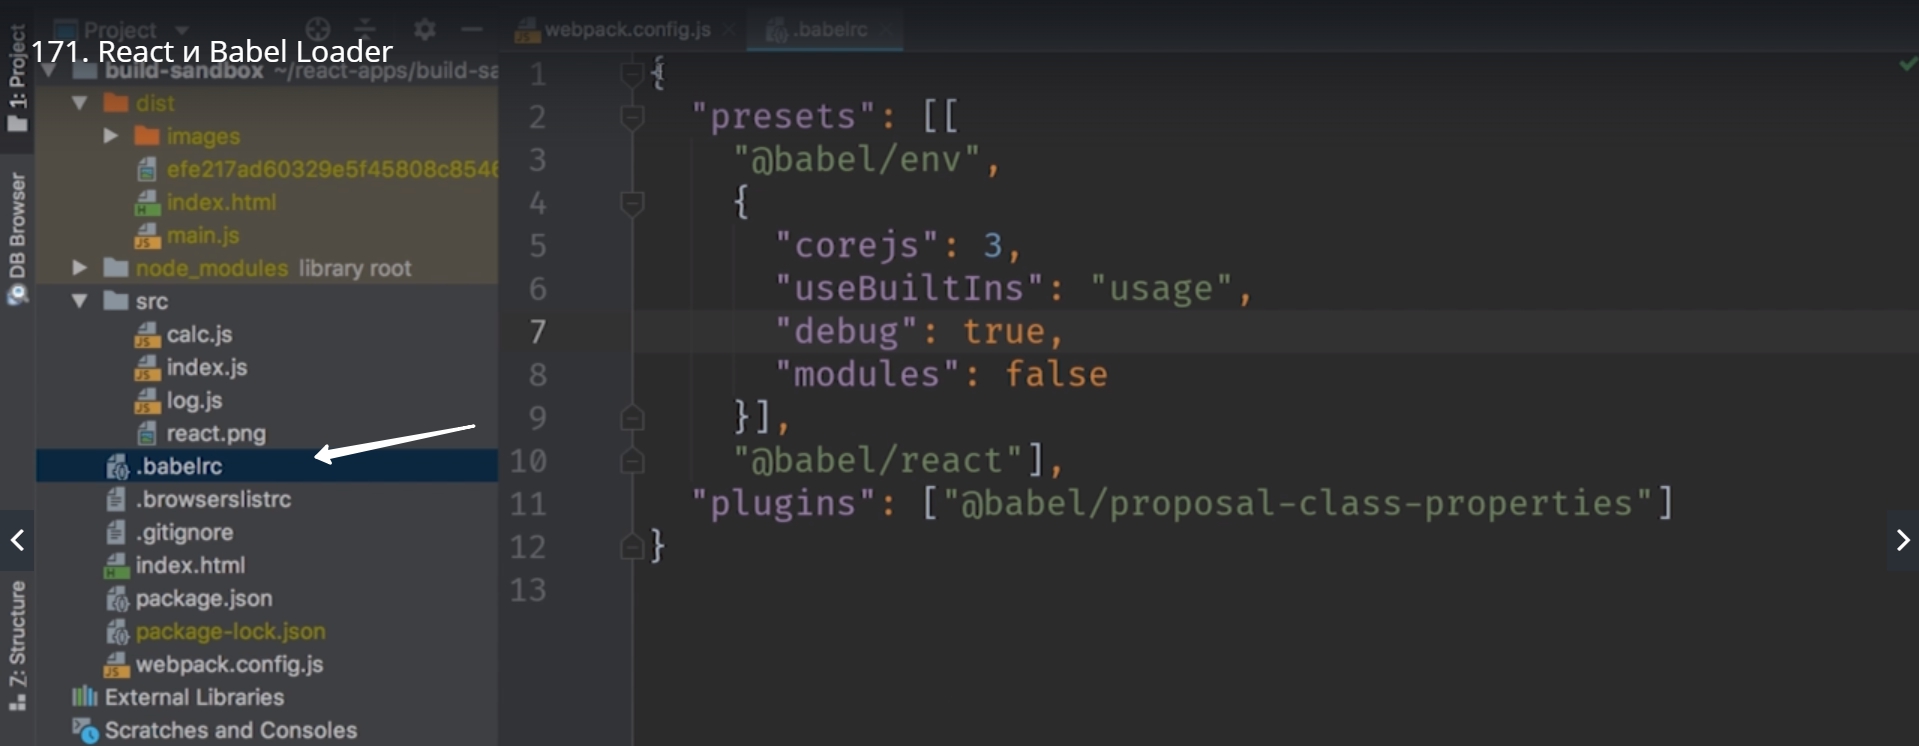 Project
webpack.config.js
.babelrc
171. React и Babel Loader
1: Project
DB Browser
Z: Structure
build-sandbox ~/react-apps/build-sa
dist
images
efe217ad60329e5f45808c8546
index.html
main.js
node_modules library root
src
calc.js
index.js
log.js
react.png
.babelrc
.browserslistrc
.gitignore
index.html
package.json
package-lock.json
webpack.config.js
External Libraries
Scratches and Consoles
1 {
2 "presets": [[
3 "@babel/env",
4 {
5 "corejs": 3,
6 "useBuiltIns": "usage",
7 "debug": true,
8 "modules": false
9 }],
10 "@babel/react"],
11 "plugins": ["@babel/proposal-class-properties"]
12 }
13